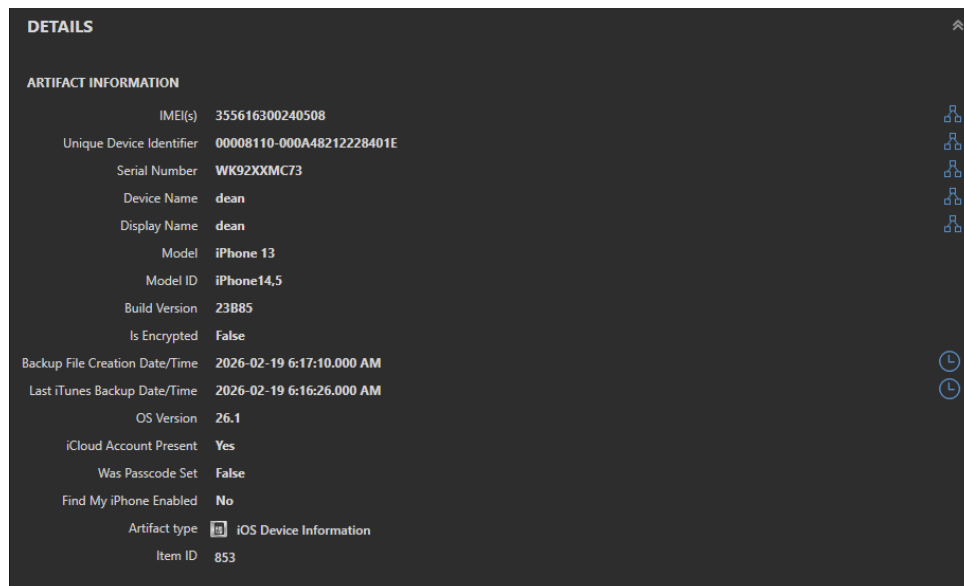 DETAILS
ARTIFACT INFORMATION
IMEI(s) 355616300240508
Unique Device Identifier 00008110-000A48212228401E
Serial Number WK92XXMC73
Device Name dean
Display Name dean
Model iPhone 13
Model ID iPhone14,5
Build Version 23B85
Is Encrypted False
Backup File Creation Date/Time 2026-02-19 6:17:10.000 AM
Last iTunes Backup Date/Time 2026-02-19 6:16:26.000 AM
OS Version 26.1
iCloud Account Present Yes
Was Passcode Set False
Find My iPhone Enabled No
Artifact type iOS Device Information
Item ID 853